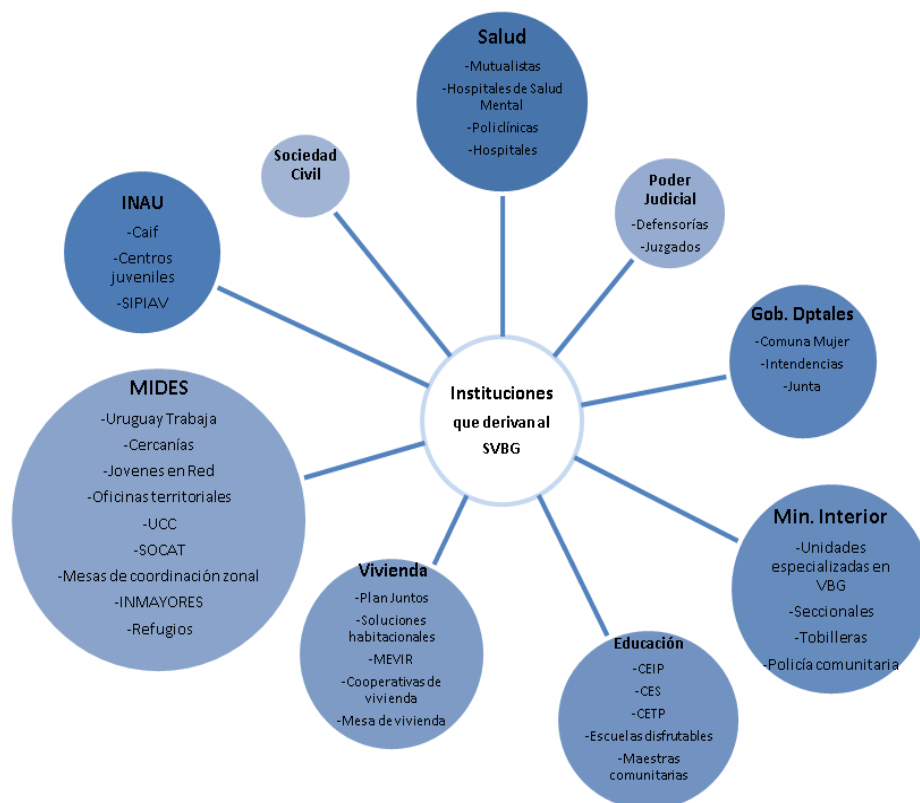 Salud
-Mutualistas
-Hospitales de Salud
Mental
-Policlínicas
-Hospitales
Sociedad
Civil
Poder
Judicial
-Defensorías
-Juzgados
INAU
-Caif
-Centros
juveniles
-SIPIAV
Gob. Dptales
-Comuna Mujer
-Intendencias
-Junta
Instituciones
que derivan al
SVBG
MIDES
-Uruguay Trabaja
-Cercanías
-Jovenes en Red
-Oficinas territoriales
-UCC
-SOCAT
-Mesas de coordinación zonal
-INMAYORES
-Refugios
Min. Interior
-Unidades
especializadas en
VBG
-Seccionales
-Tobilleras
-Policía comunitaria
Vivienda
-Plan Juntos
-Soluciones
habitacionales
-MEVIR
-Cooperativas de
vivienda
-Mesa de vivienda
Educación
-CEIP
-CES
-CETP
-Escuelas disfrutables
-Maestras
comunitarias